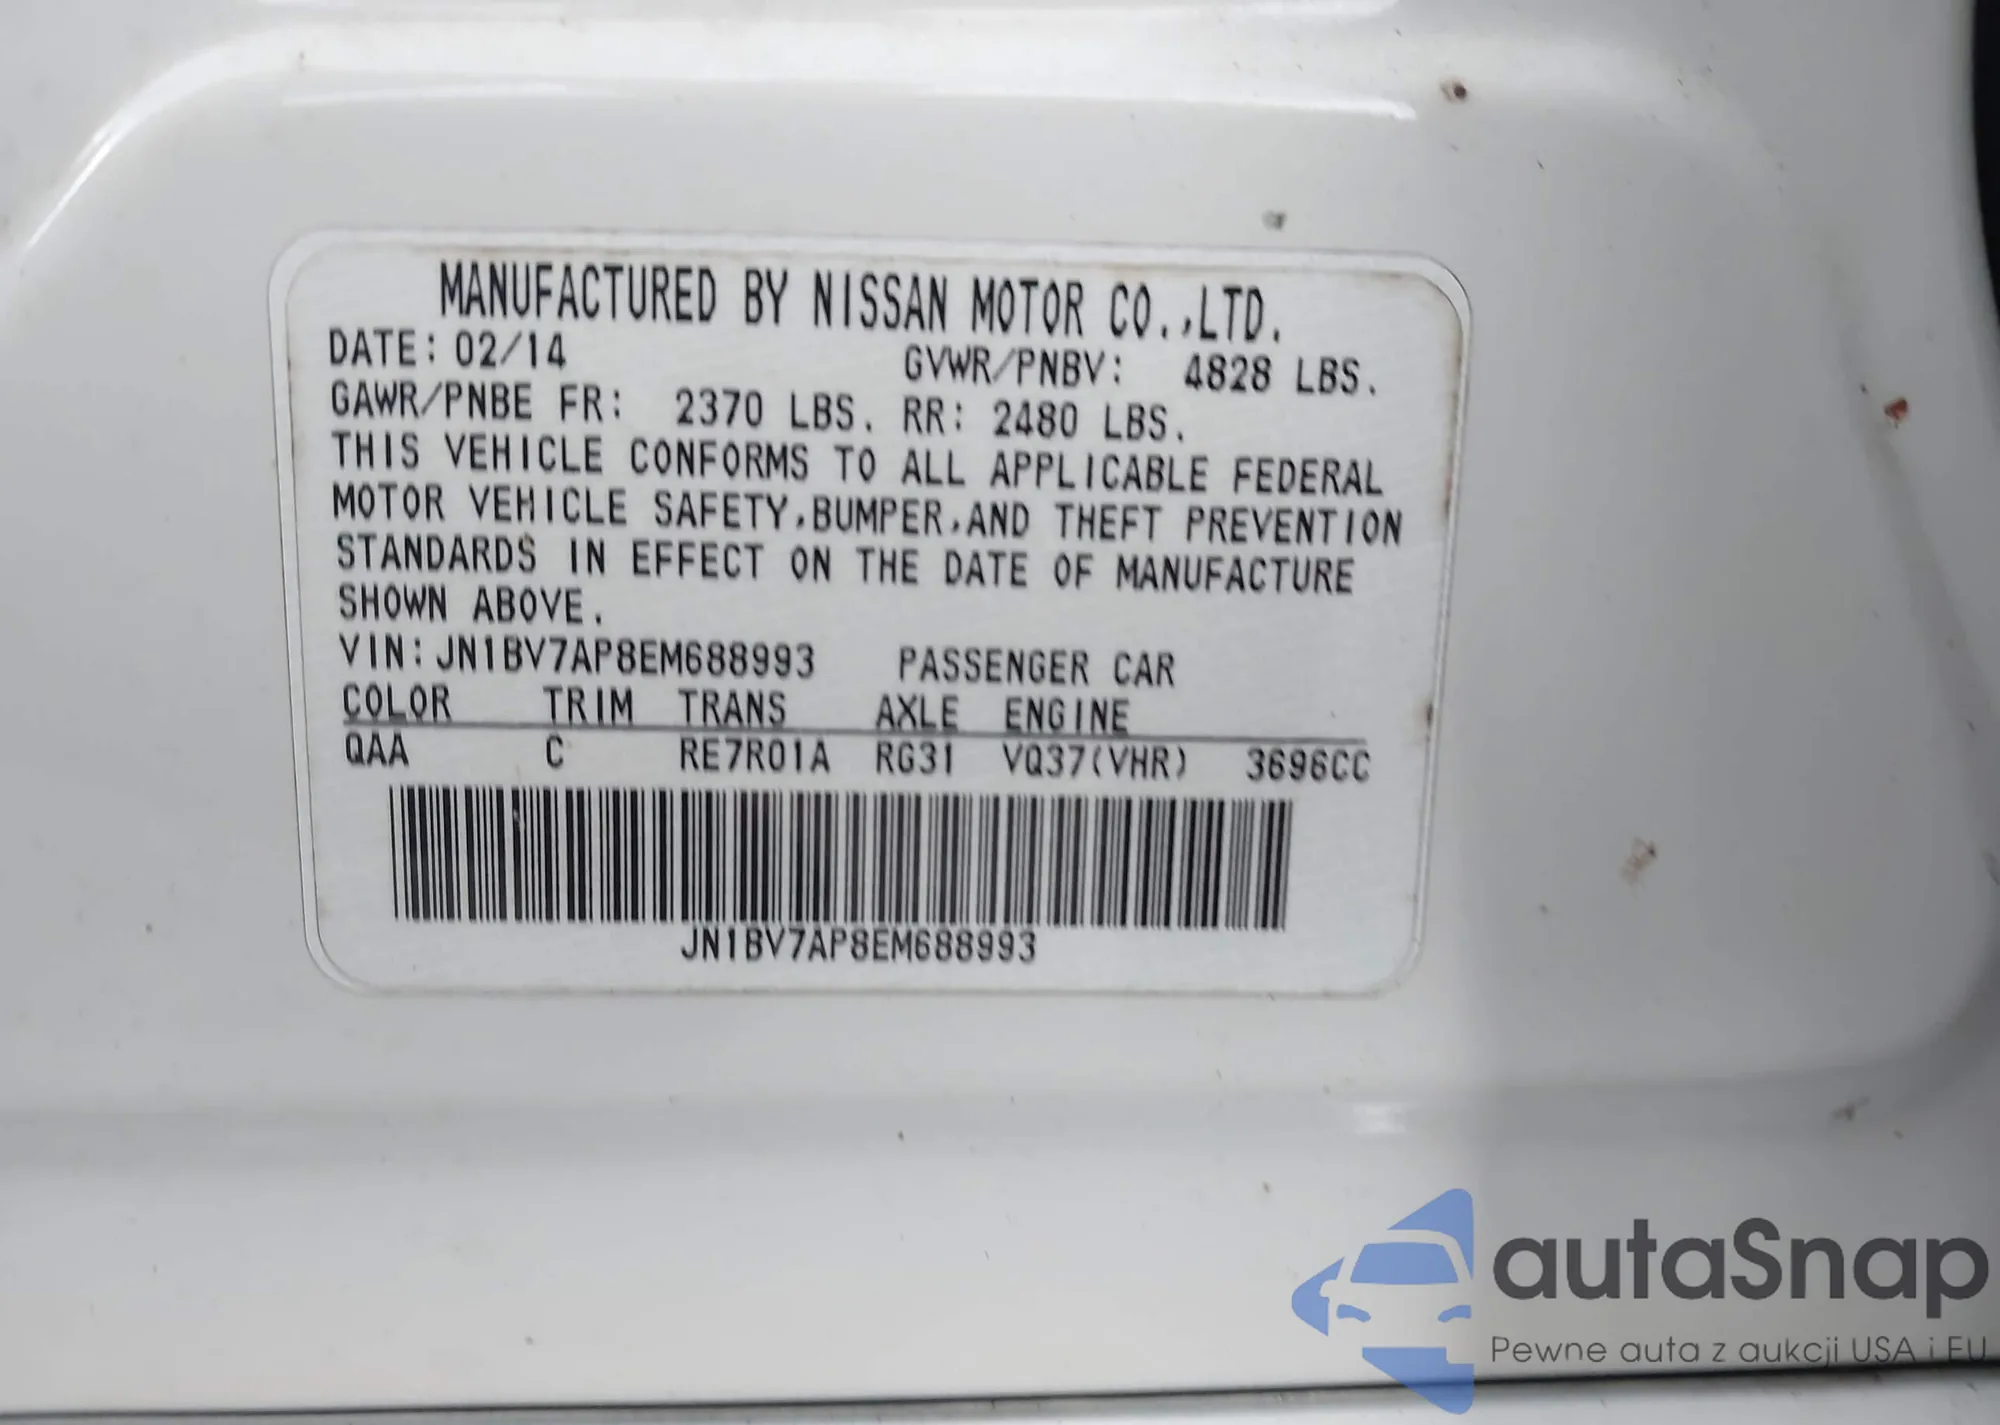 MANUFACTURED BY NISSAN MOTOR CO.,LTD.
DATE: 02/14 GVWR/PNBV: 4828 LBS.
GAWR/PNBE FR: 2370 LBS. RR: 2480 LBS.
THIS VEHICLE CONFORMS TO ALL APPLICABLE FEDERAL
MOTOR VEHICLE SAFETY,BUMPER,AND THEFT PREVENTION
STANDARDS IN EFFECT ON THE DATE OF MANUFACTURE
SHOWN ABOVE.
VIN:JN1BV7AP8EM688993 PASSENGER CAR
COLOR TRIM TRANS AXLE ENGINE
QAA C RE7R01A RG31 VQ37(VHR) 3696CC
JN1BV7AP8EM688993
autaSnap
Pewne auta z aukcji USA i EU